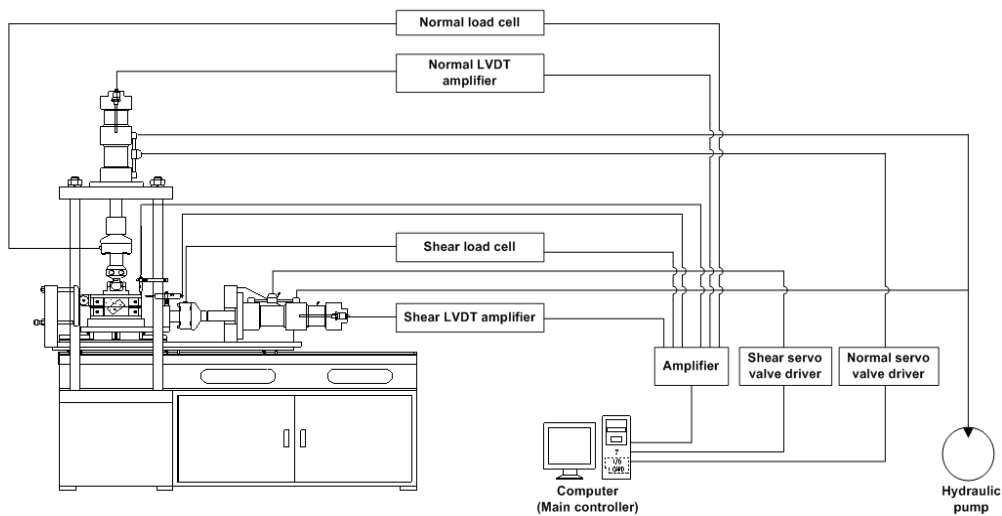 Normal load cell
Normal LVDT
amplifier
Shear load cell
Shear LVDT amplifier
Amplifier
Shear servo
valve driver
Normal servo
valve driver
I/O
Computer
(Main controller)
Hydraulic
pump